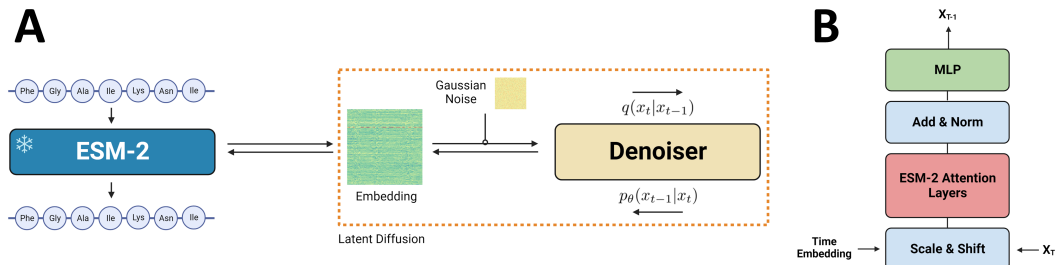 A
Phe Gly Ala Ile Lys Asn Ile
ESM-2
Phe Gly Ala Ile Lys Asn Ile
Gaussian
Noise
Embedding
q(x_t|x_{t-1})
Denoiser
p_θ(x_{t-1}|x_t)
Latent Diffusion
B
X_{T-1}
MLP
Add & Norm
ESM-2 Attention
Layers
Time
Embedding
Scale & Shift
X_T